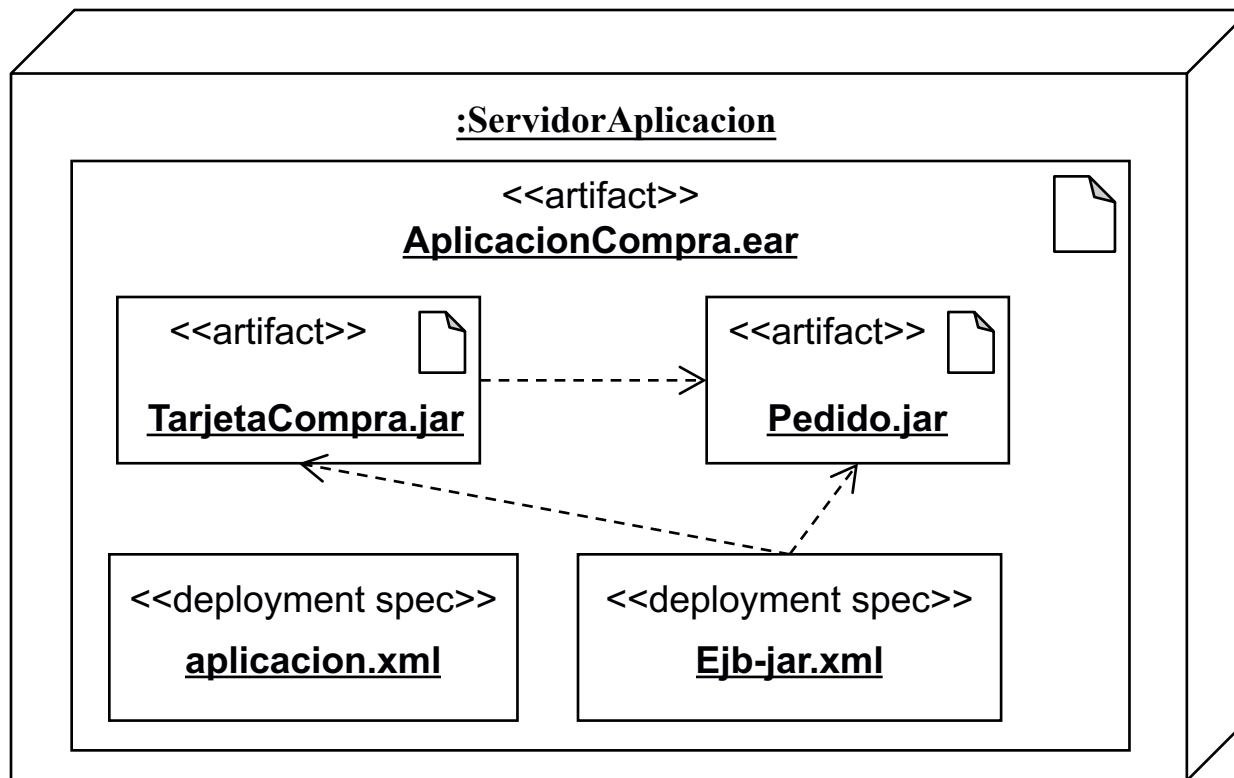 :ServidorAplicacion
<<artifact>>
AplicacionCompra.ear
<<artifact>>
TarjetaCompra.jar
<<artifact>>
Pedido.jar
<<deployment spec>>
aplicacion.xml
<<deployment spec>>
Ejb-jar.xml